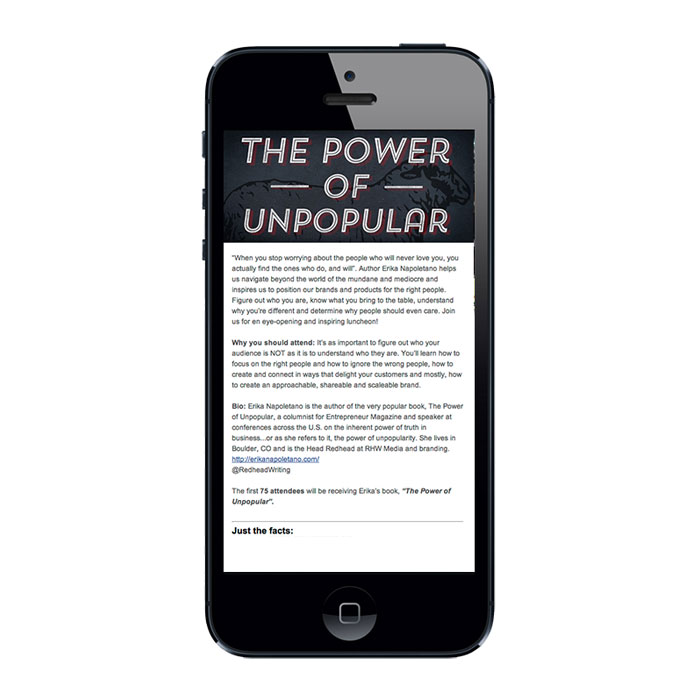 THE POWER
OF
UNPOPULAR
"When you stop worrying about the people who will never love you, you
actually find the ones who do, and will". Author Erika Napoletano helps
us navigate beyond the world of the mundane and mediocre and
inspires us to position our brands and products for the right people.
Figure out who you are, know what you bring to the table, understand
why you're different and determine why people should even care. Join
us for en eye-opening and inspiring luncheon!
Why you should attend: It's as important to figure out who your
audience is NOT as it is to understand who they are. You'll learn how to
focus on the right people and how to ignore the wrong people, how to
create and connect in ways that delight your customers and mostly, how
to create an approachable, shareable and scaleable brand.
Bio: Erika Napoletano is the author of the very popular book, The Power
of Unpopular, a columnist for Entrepreneur Magazine and speaker at
conferences across the U.S. on the inherent power of truth in
business...or as she refers to it, the power of unpopularity. She lives in
Boulder, CO and is the Head Redhead at RHW Media and branding.
http://erikanapoletano.com/
@RedheadWriting
The first 75 attendees will be receiving Erika's book, "The Power of
Unpopular".
Just the facts: